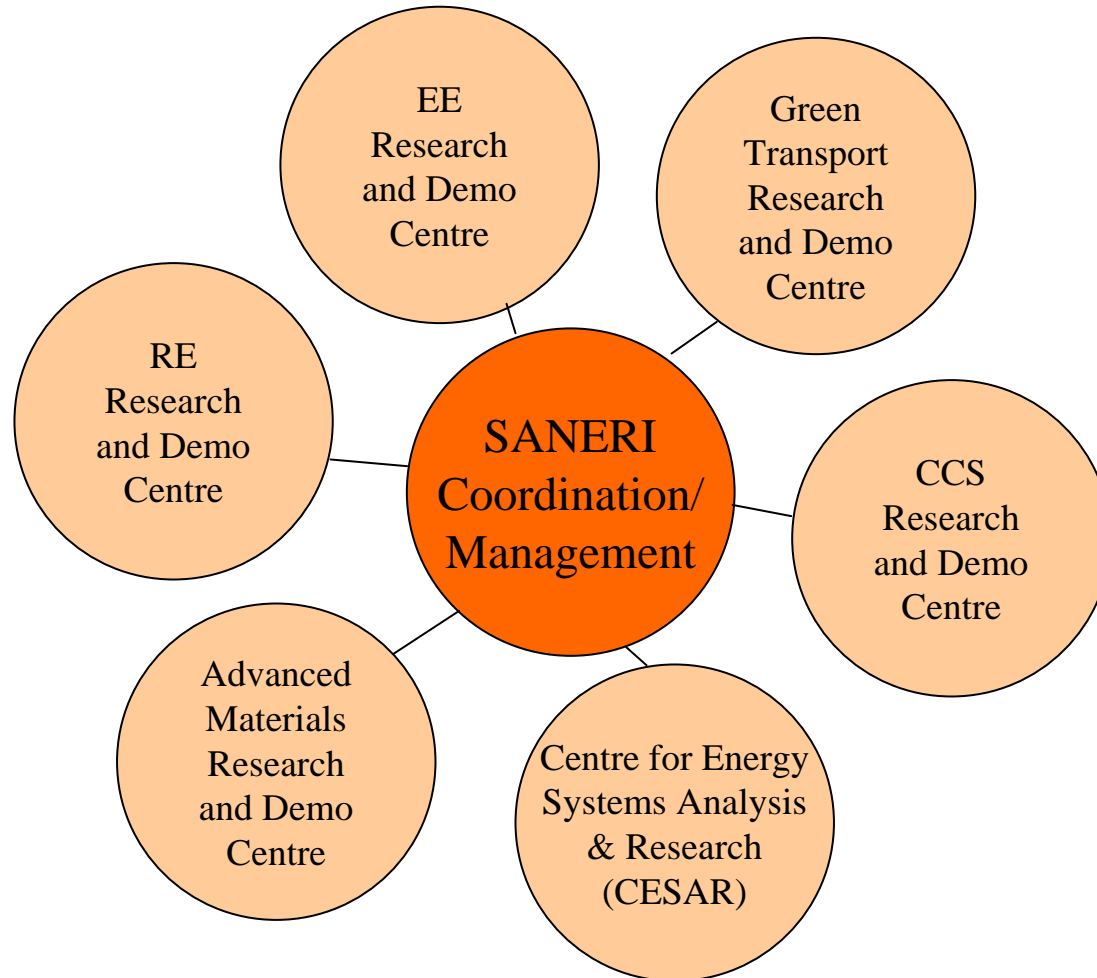 EE
Research
and Demo
Centre
Green
Transport
Research
and Demo
Centre
RE
Research
and Demo
Centre
SANERI
Coordination/
Management
CCS
Research
and Demo
Centre
Advanced
Materials
Research
and Demo
Centre
Centre for Energy
Systems Analysis
& Research
(CESAR)